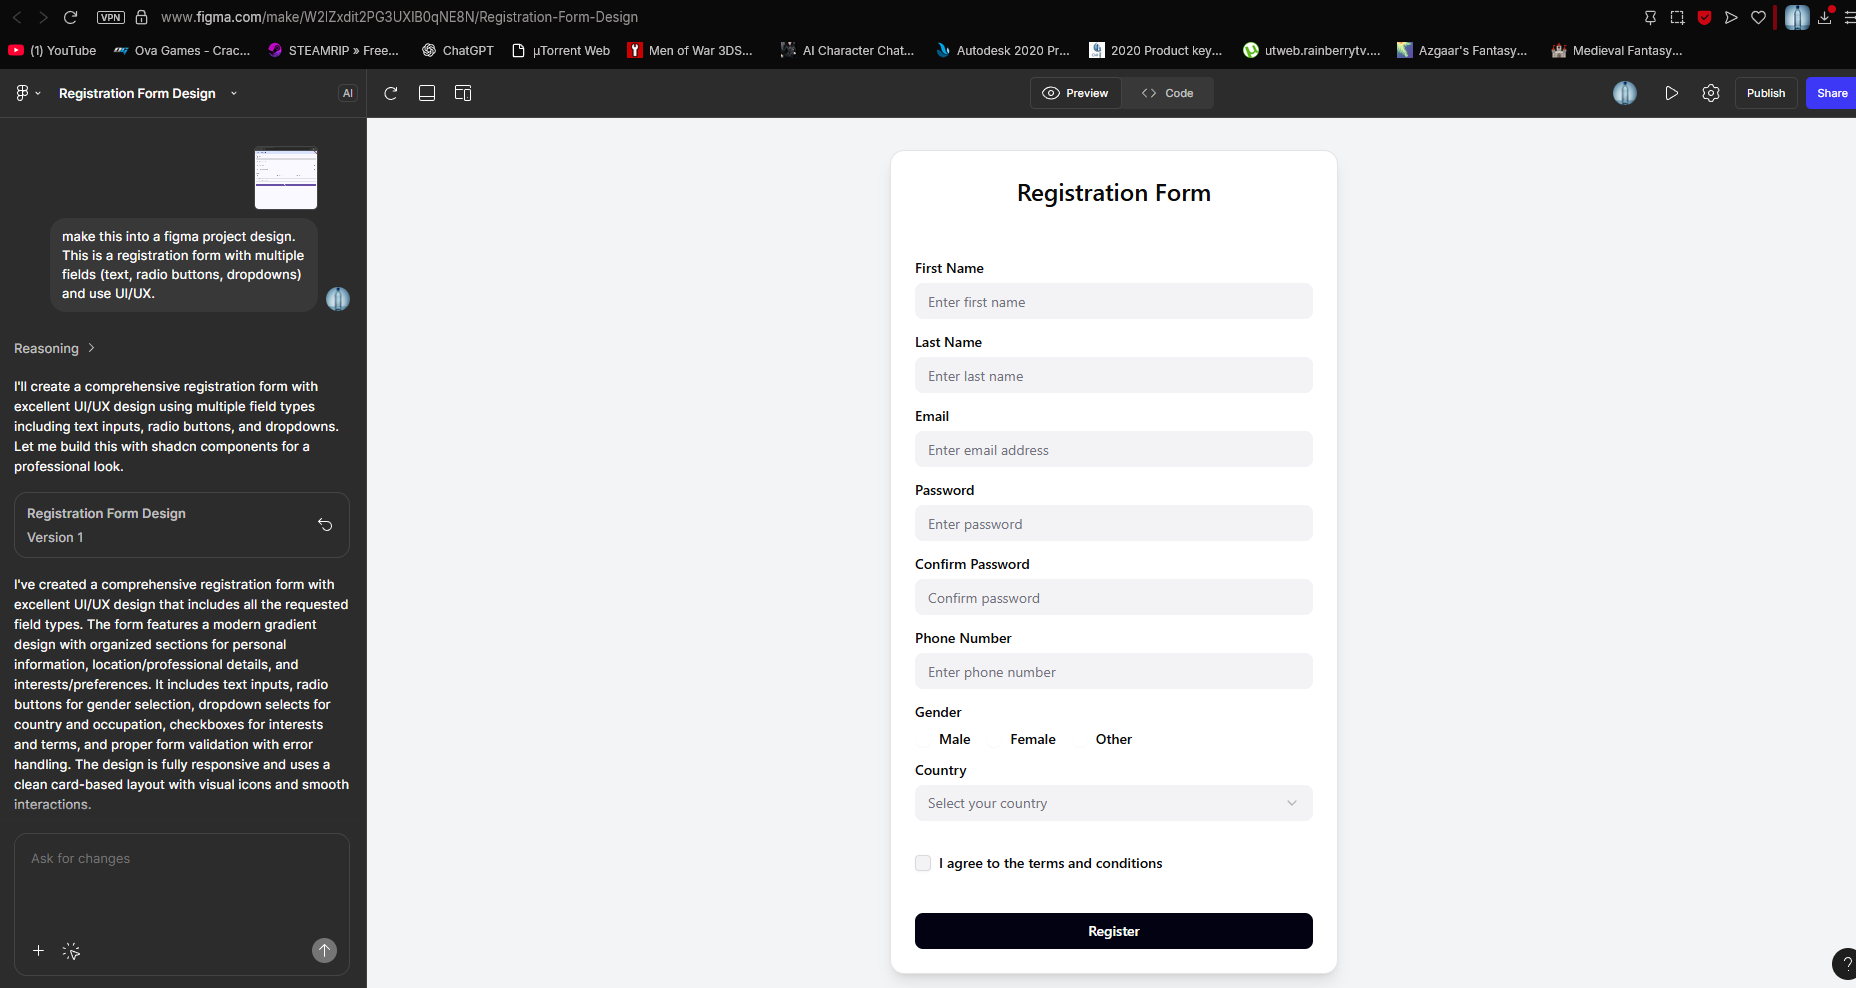 VPN
www.figma.com/make/W2lZxdit2PG3UXIB0qNE8N/Registration-Form-Design
(1) YouTube
Ova Games - Crac...
STEAMRIP » Free...
ChatGPT
µTorrent Web
Men of War 3DS...
AI Character Chat...
Autodesk 2020 Pr...
2020 Product key...
utweb.rainberrytv....
Azgaar's Fantasy...
Medieval Fantasy...
Registration Form Design
AI
Preview
Code
Publish
Share
make this into a figma project design.
This is a registration form with multiple
fields (text, radio buttons, dropdowns)
and use UI/UX.
Reasoning
I'll create a comprehensive registration form with
excellent UI/UX design using multiple field types
including text inputs, radio buttons, and dropdowns.
Let me build this with shadcn components for a
professional look.
Registration Form Design
Version 1
I've created a comprehensive registration form with
excellent UI/UX design that includes all the requested
field types. The form features a modern gradient
design with organized sections for personal
information, location/professional details, and
interests/preferences. It includes text inputs, radio
buttons for gender selection, dropdown selects for
country and occupation, checkboxes for interests
and terms, and proper form validation with error
handling. The design is fully responsive and uses a
clean card-based layout with visual icons and smooth
interactions.
Ask for changes
Registration Form
First Name
Enter first name
Last Name
Enter last name
Email
Enter email address
Password
Enter password
Confirm Password
Confirm password
Phone Number
Enter phone number
Gender
Male
Female
Other
Country
Select your country
I agree to the terms and conditions
Register
?